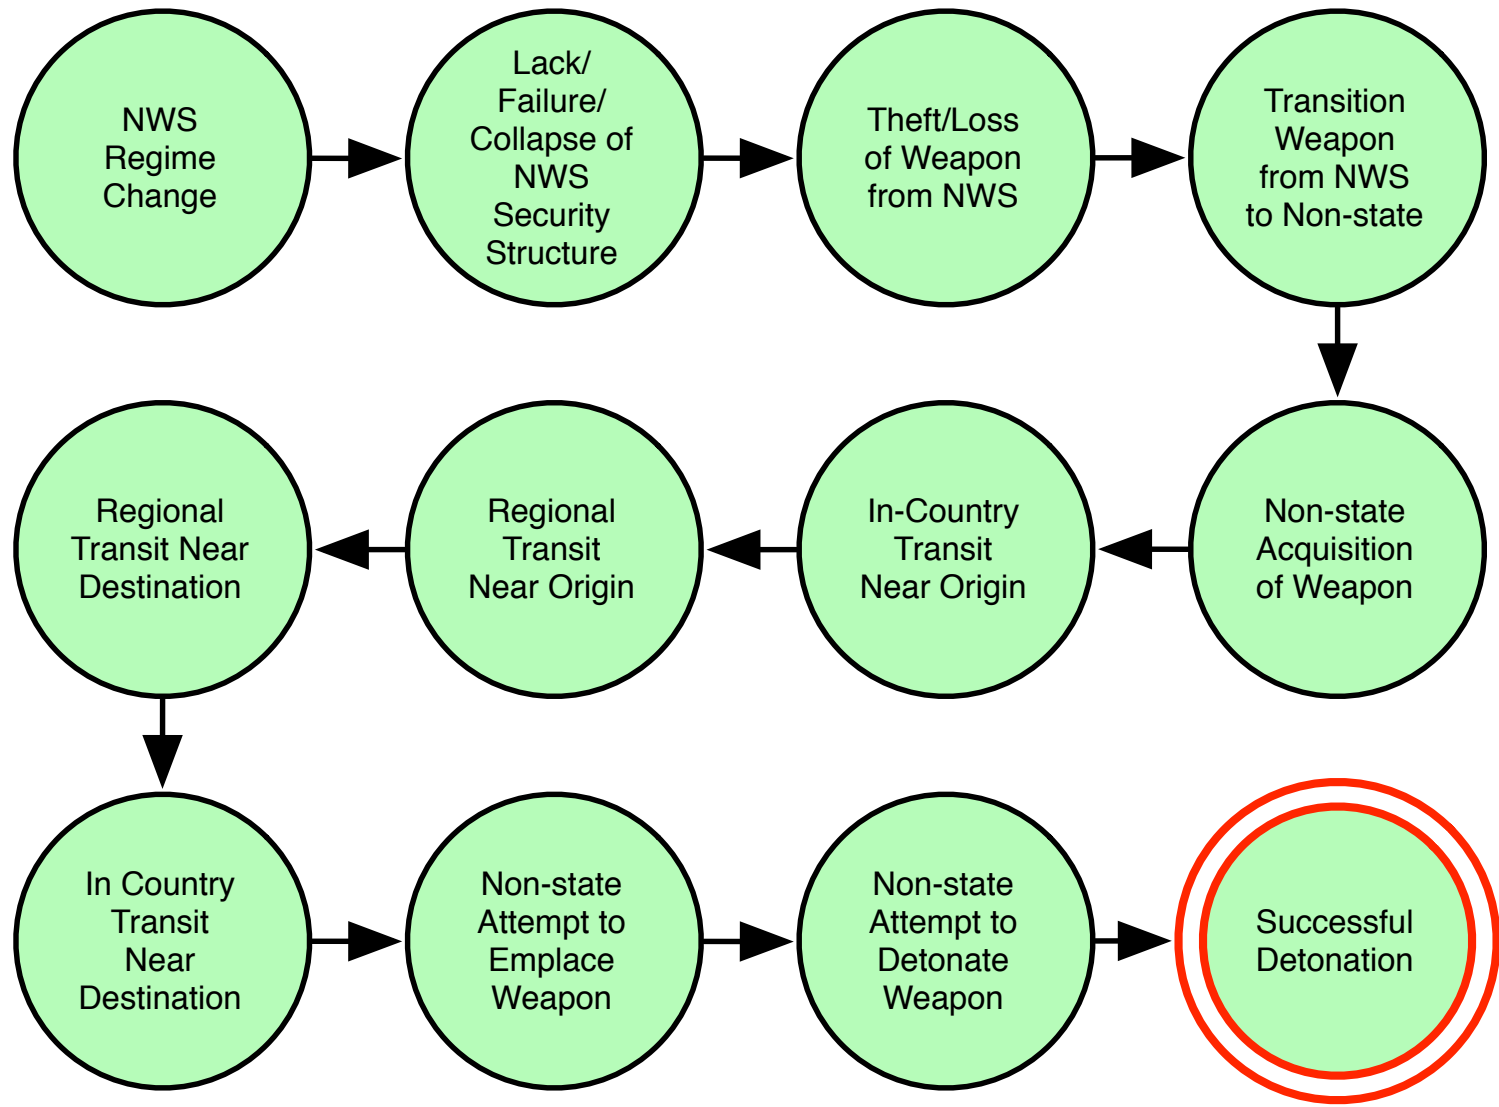 NWS
Regime
Change
Lack/
Failure/
Collapse of
NWS
Security
Structure
Theft/Loss
of Weapon
from NWS
Transition
Weapon
from NWS
to Non-state
Non-state
Acquisition
of Weapon
In-Country
Transit
Near Origin
Regional
Transit
Near Origin
Regional
Transit Near
Destination
In Country
Transit
Near
Destination
Non-state
Attempt to
Emplace
Weapon
Non-state
Attempt to
Detonate
Weapon
Successful
Detonation